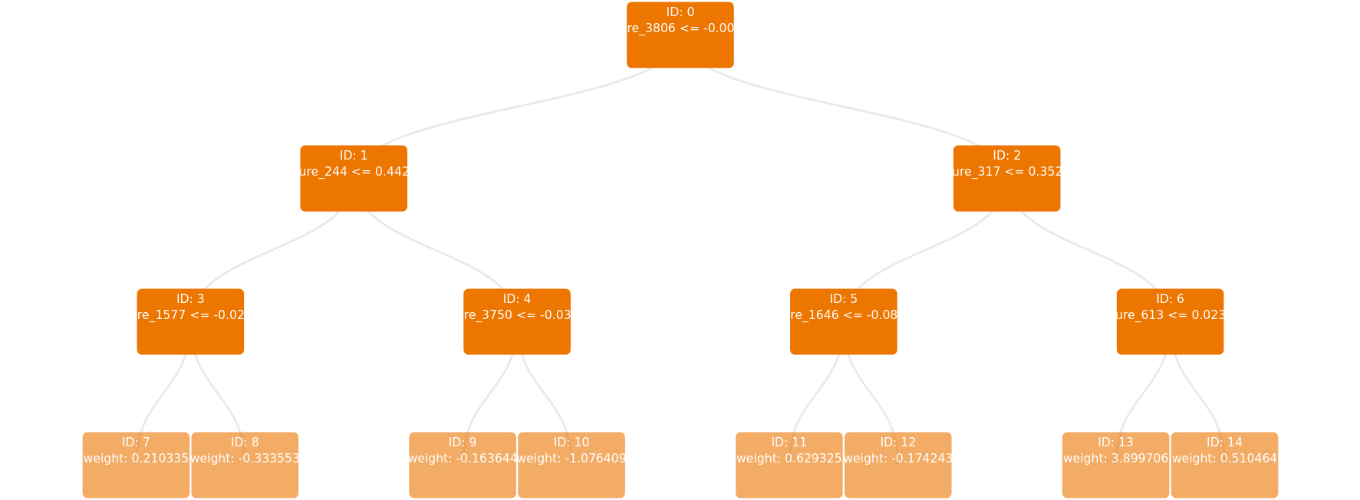 ID: 0
re_3806 <= -0.00
ID: 1
ure_244 <= 0.442
ID: 2
ure_317 <= 0.352
ID: 3
re_1577 <= -0.02
ID: 4
re_3750 <= -0.03
ID: 5
re_1646 <= -0.08
ID: 6
ure_613 <= 0.023
ID: 7
weight: 0.210335
ID: 8
weight: -0.333553
ID: 9
weight: -0.163644
ID: 10
weight: -1.076409
ID: 11
weight: 0.629325
ID: 12
weight: -0.174243
ID: 13
weight: 3.899706
ID: 14
weight: 0.510464